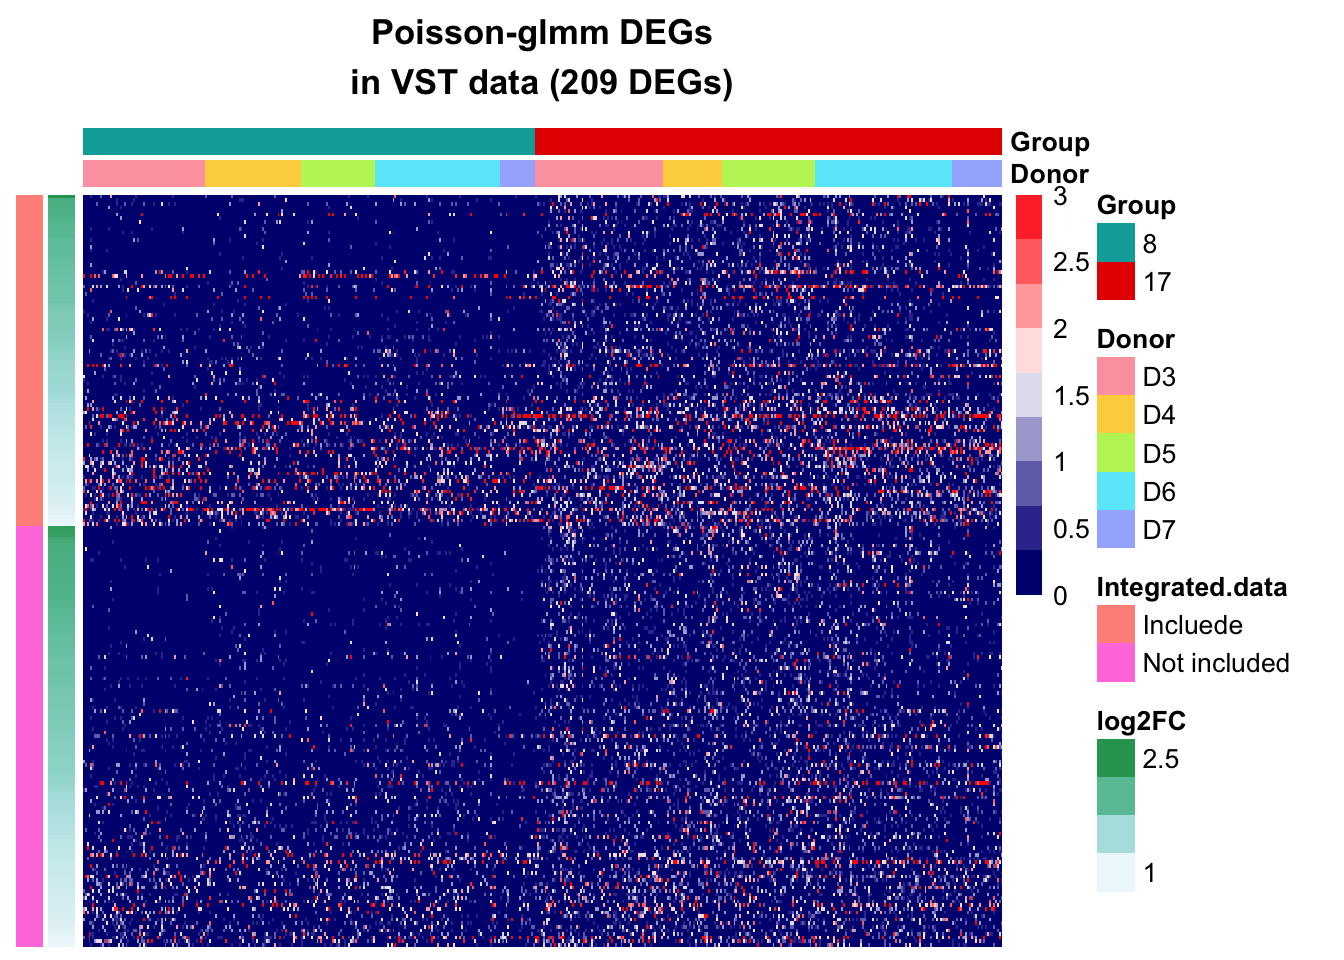 Poisson-glmm DEGs
in VST data (209 DEGs)
Group
Donor
3
2.5
2
1.5
1
0.5
0
Group
8
17
Donor
D3
D4
D5
D6
D7
Integrated.data
Incluede
Not included
log2FC
2.5
1